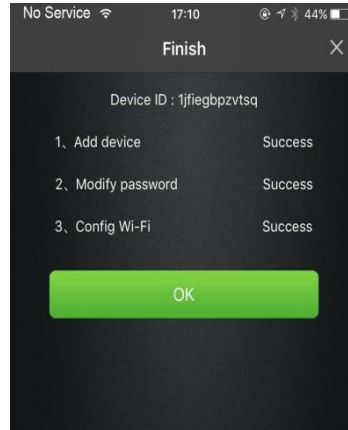 No Service 17:10 44%
Finish X
Device ID : 1jfiegbpzvtsq
1、Add device Success
2、Modify password Success
3、Config Wi-Fi Success
OK